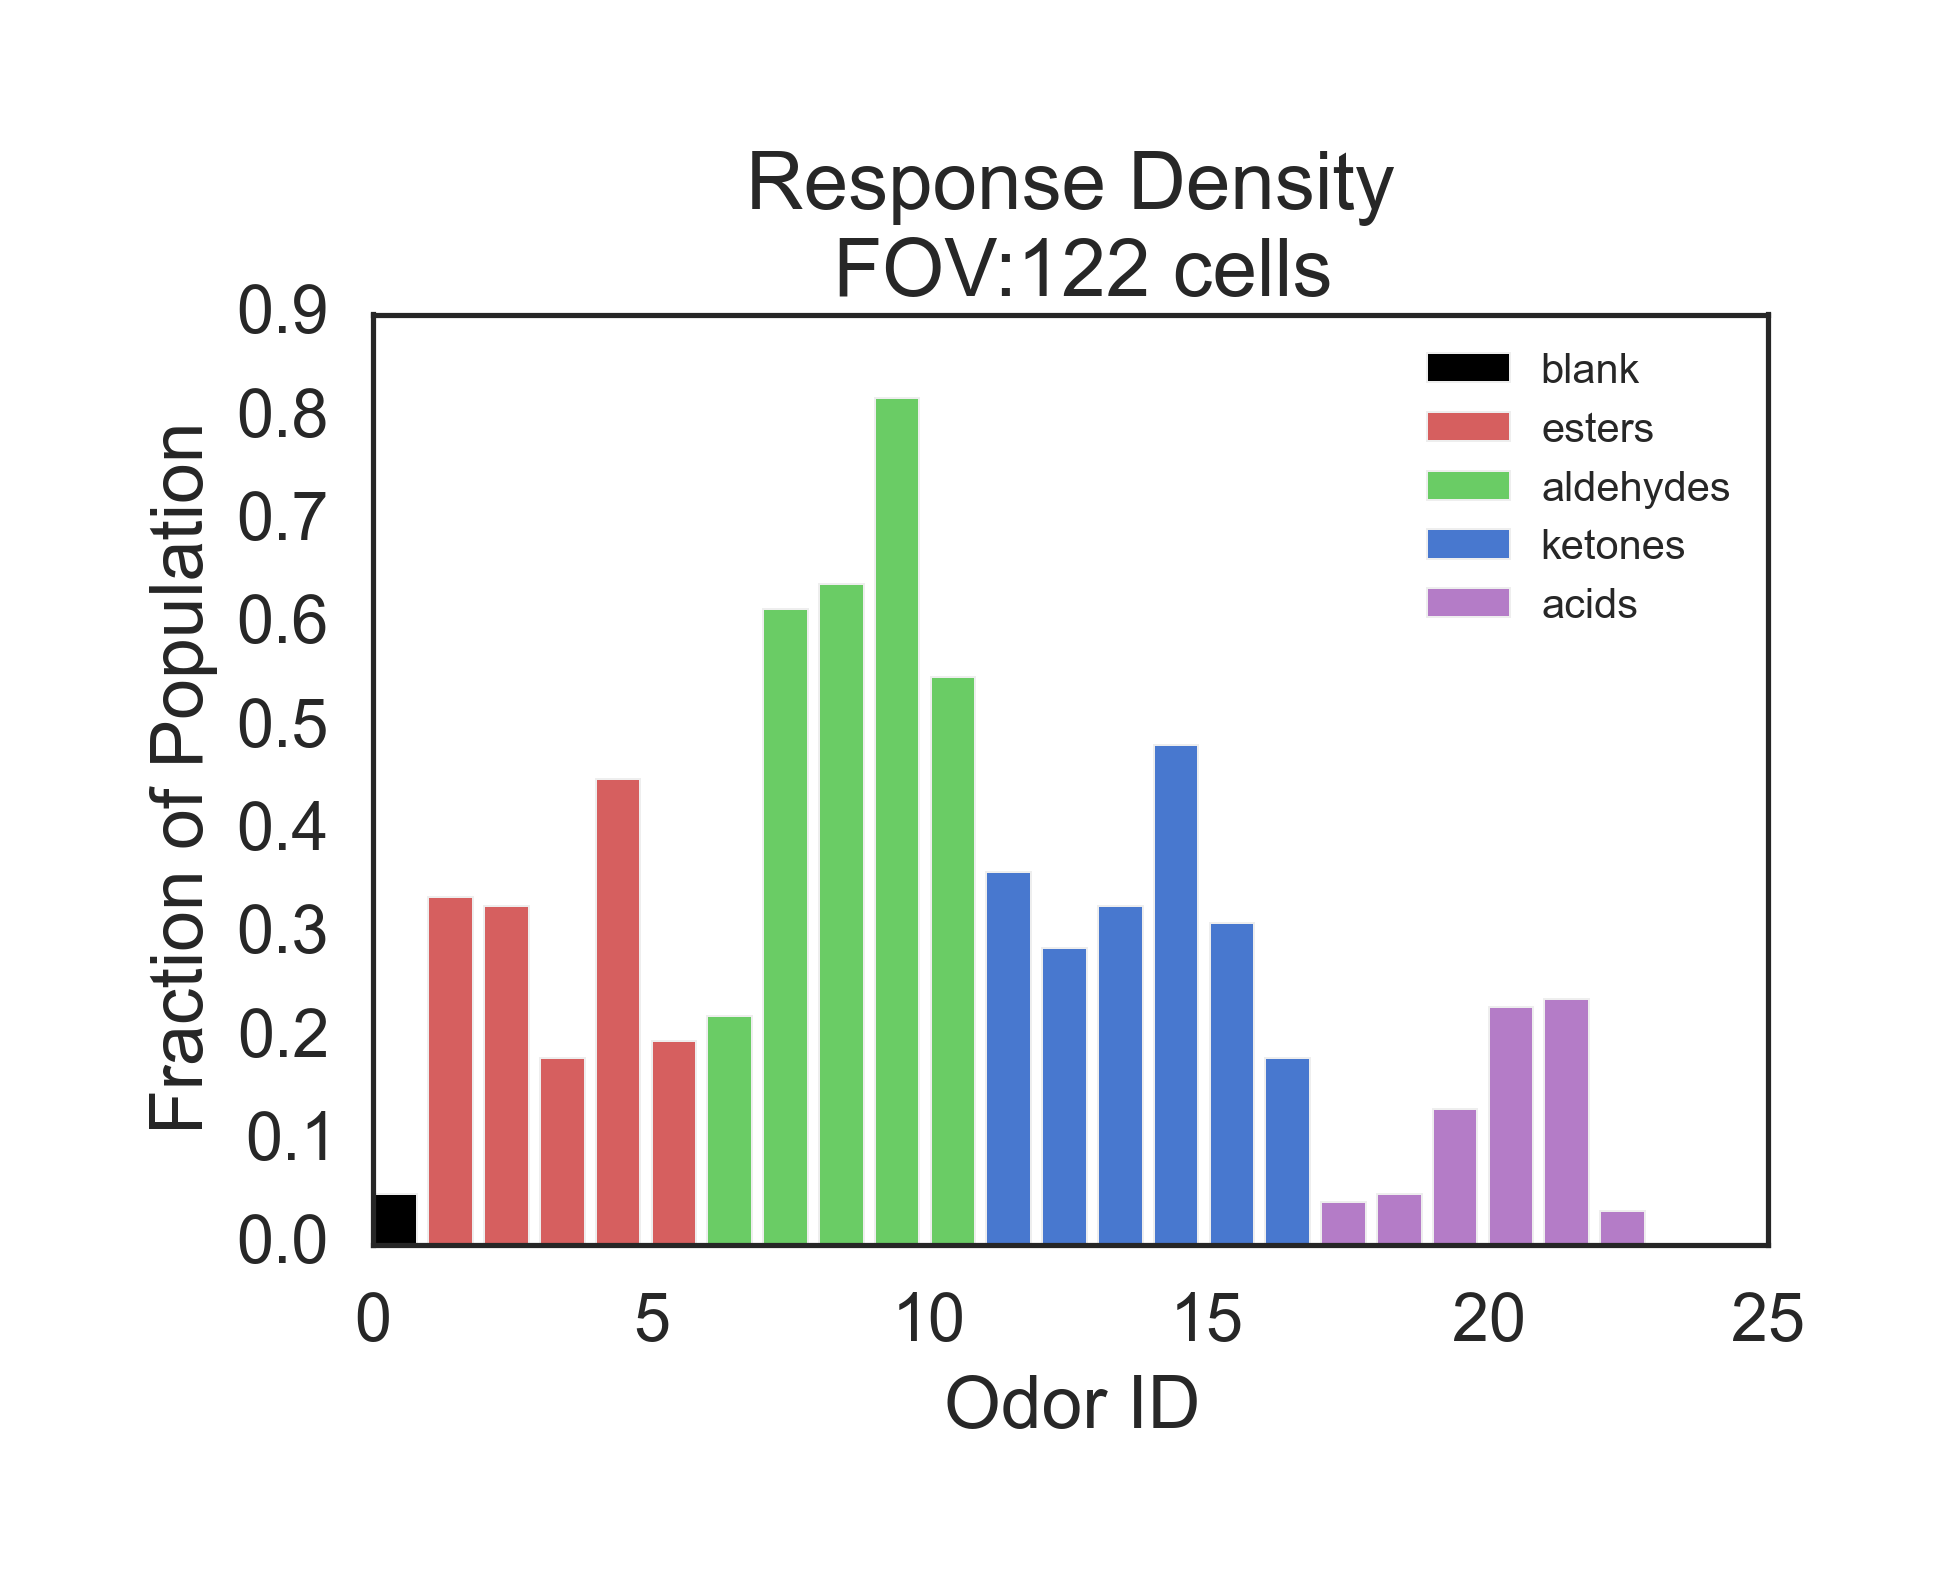 Response Density
FOV:122 cells
0.9
0.8
0.7
0.6
0.5
0.4
0.3
0.2
0.1
0.0
Fraction of Population
blank
esters
aldehydes
ketones
acids
0 5 10 15 20 25
Odor ID